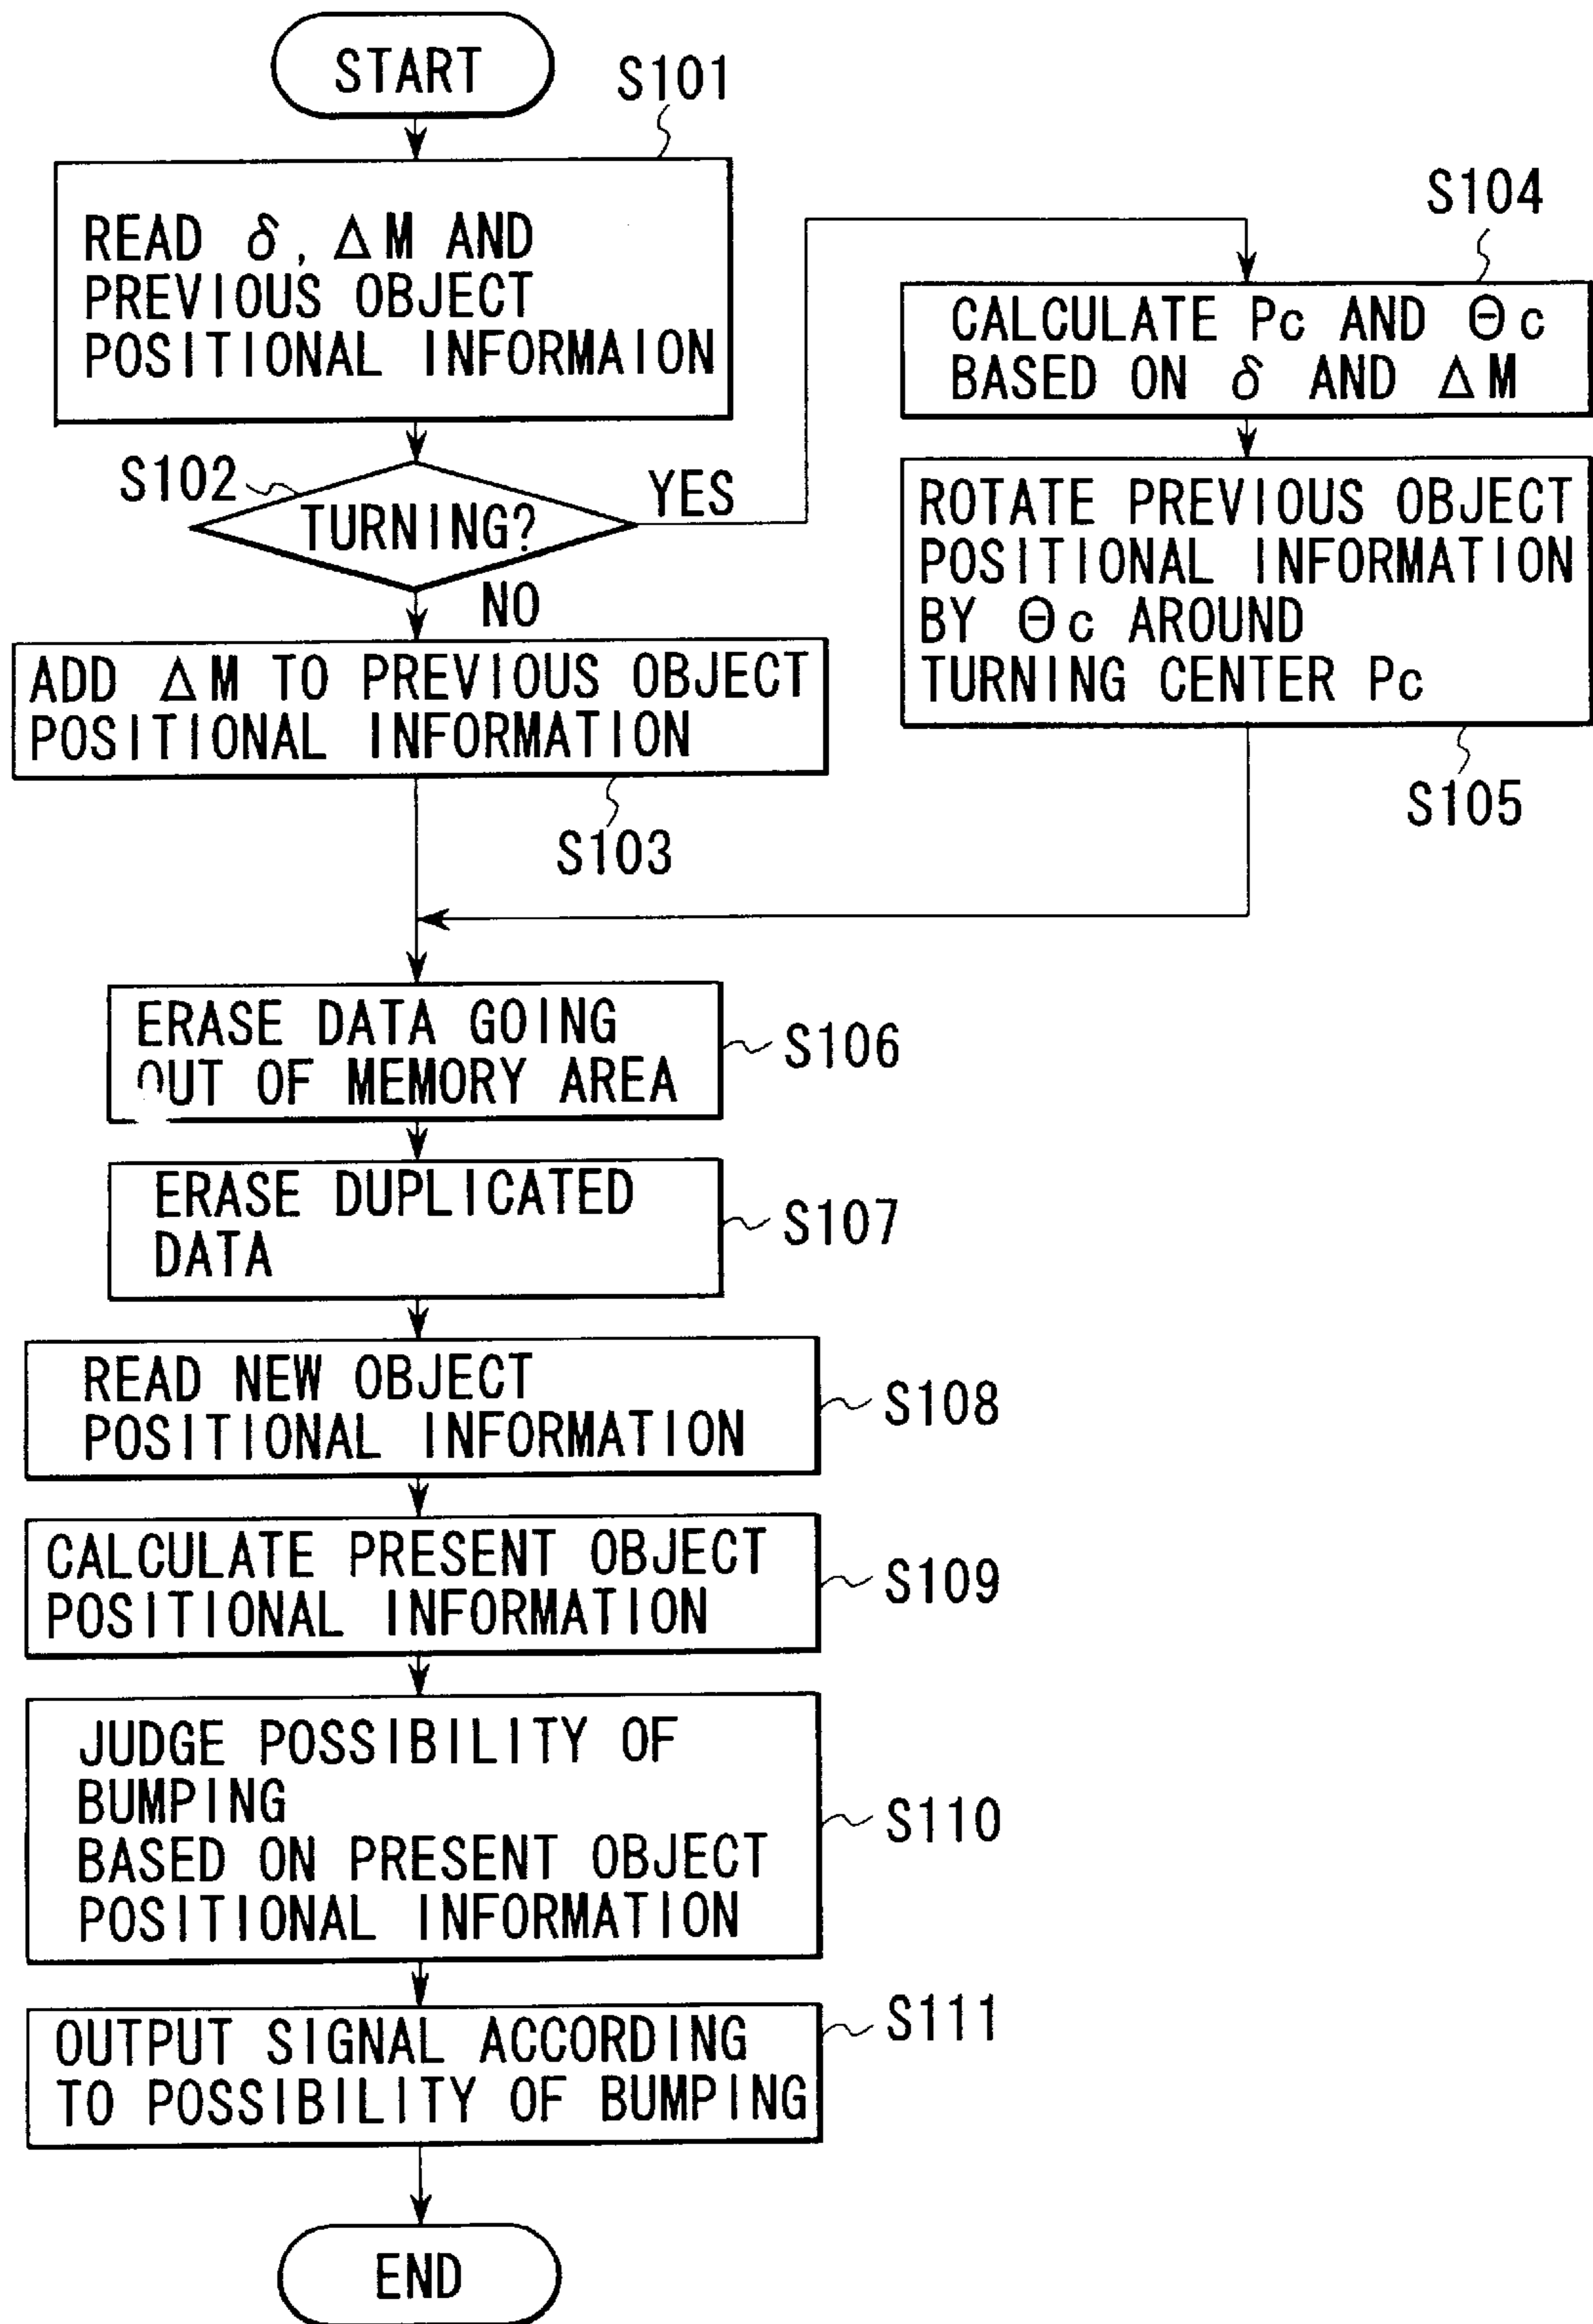 START
S101
READ δ, ΔM AND
PREVIOUS OBJECT
POSITIONAL INFORMAION
S102
TURNING?
YES
NO
S104
CALCULATE Pc AND Θc
BASED ON δ AND ΔM
ROTATE PREVIOUS OBJECT
POSITIONAL INFORMATION
BY Θc AROUND
TURNING CENTER Pc
S105
ADD ΔM TO PREVIOUS OBJECT
POSITIONAL INFORMATION
S103
ERASE DATA GOING
OUT OF MEMORY AREA
S106
ERASE DUPLICATED
DATA
S107
READ NEW OBJECT
POSITIONAL INFORMATION
S108
CALCULATE PRESENT OBJECT
POSITIONAL INFORMATION
S109
JUDGE POSSIBILITY OF
BUMPING
BASED ON PRESENT OBJECT
POSITIONAL INFORMATION
S110
OUTPUT SIGNAL ACCORDING
TO POSSIBILITY OF BUMPING
S111
END